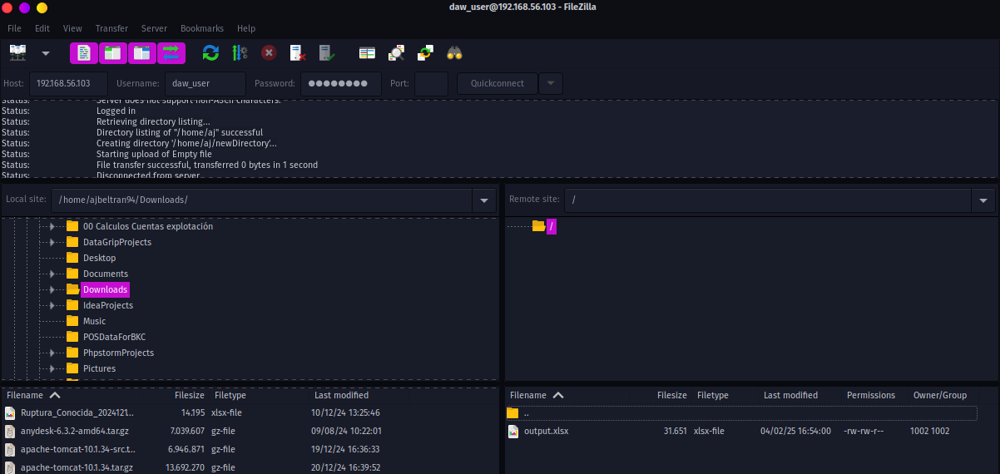 daw_user@192.168.56.103 - FileZilla
File Edit View Transfer Server Bookmarks Help
Host: 192.168.56.103 Username: daw_user Password: ●●●●●●●● Port: Quickconnect
Status: Server does not support non-ASCII characters.
Status: Logged in
Status: Retrieving directory listing...
Status: Directory listing of "/home/aj" successful
Status: Creating directory '/home/aj/newDirectory'...
Status: Starting upload of Empty file
Status: File transfer successful, transferred 0 bytes in 1 second
Status: Disconnected from server
Local site: /home/ajbeltran94/Downloads/
00 Calculos Cuentas explotación
DataGripProjects
Desktop
Documents
Downloads
IdeaProjects
Music
POSDataForBKC
PhpstormProjects
Pictures
Filename Filesize Filetype Last modified
Ruptura_Conocida_2024121... 14.195 xlsx-file 10/12/24 13:25:46
anydesk-6.3.2-amd64.tar.gz 7.039.607 gz-file 09/08/24 10:22:01
apache-tomcat-10.1.34-src.t... 6.946.871 gz-file 19/12/24 16:36:33
apache-tomcat-10.1.34.tar.gz 13.692.270 gz-file 20/12/24 16:39:52
Remote site: /
/
Filename Filesize Filetype Last modified Permissions Owner/Group
..
output.xlsx 31.651 xlsx-file 04/02/25 16:54:00 -rw-rw-r-- 1002 1002